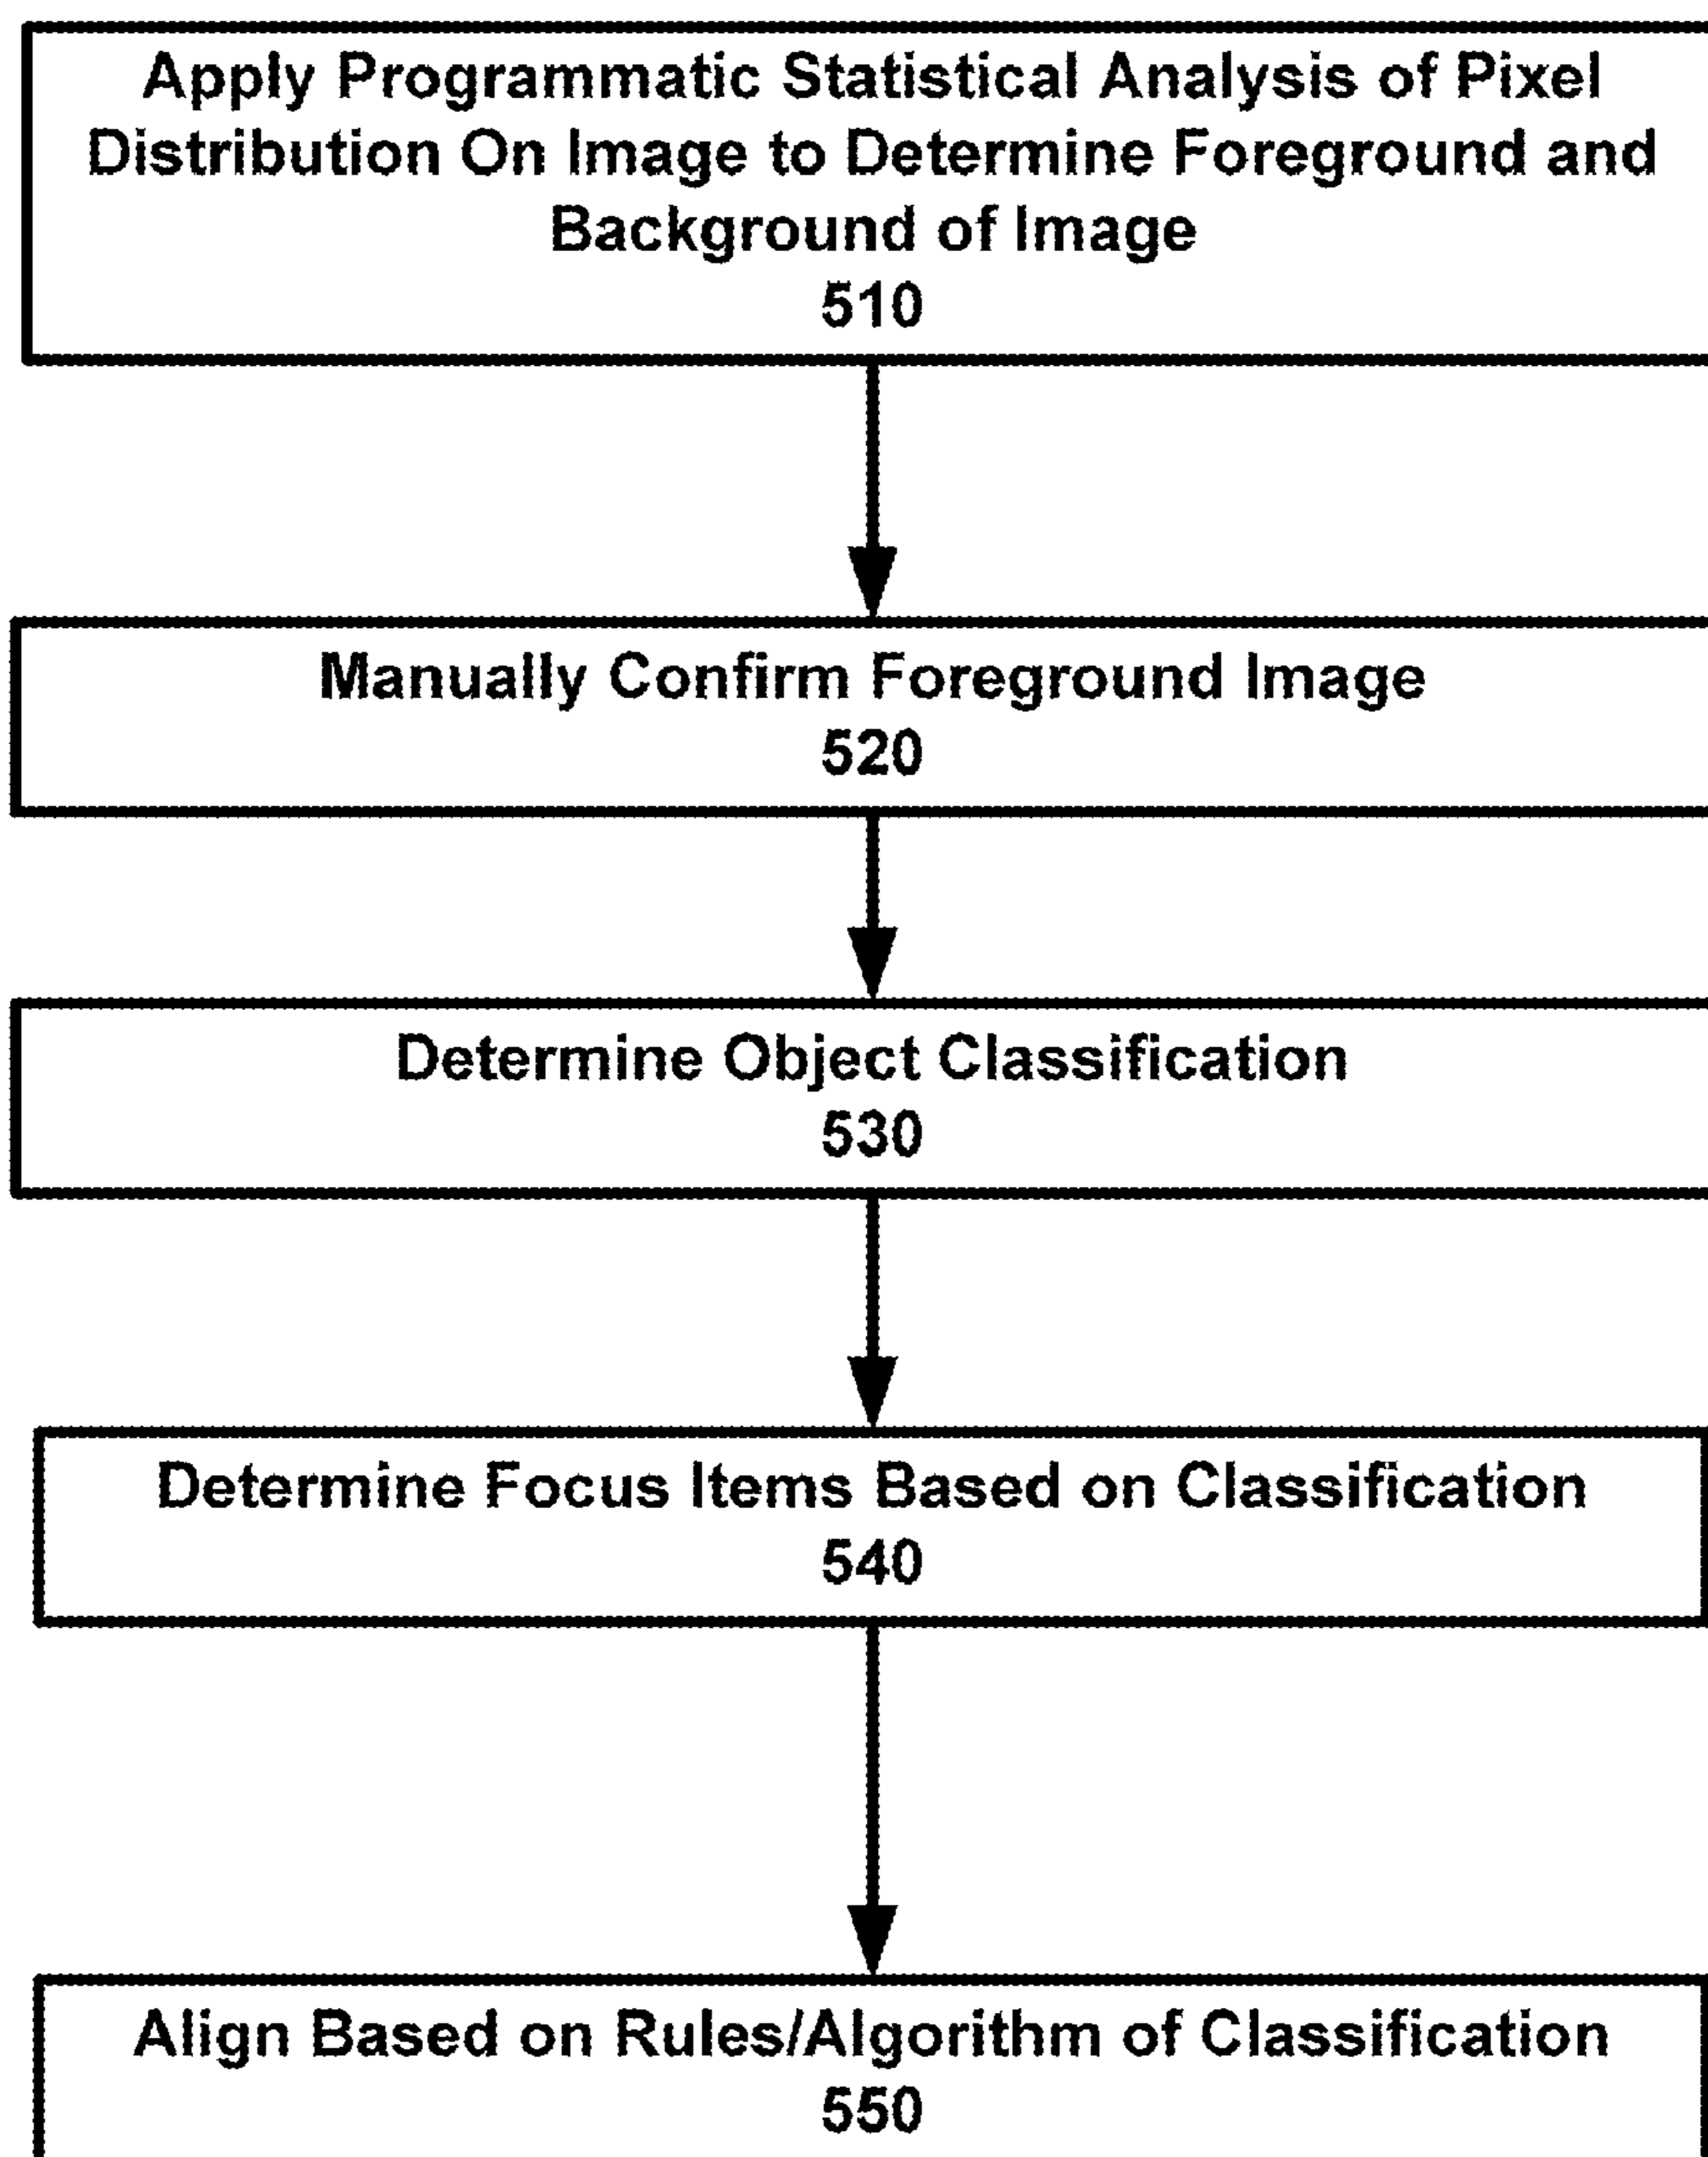 Apply Programmatic Statistical Analysis of Pixel
Distribution On Image to Determine Foreground and
Background of Image
510
Manually Confirm Foreground Image
520
Determine Object Classification
530
Determine Focus Items Based on Classification
540
Align Based on Rules/Algorithm of Classification
550